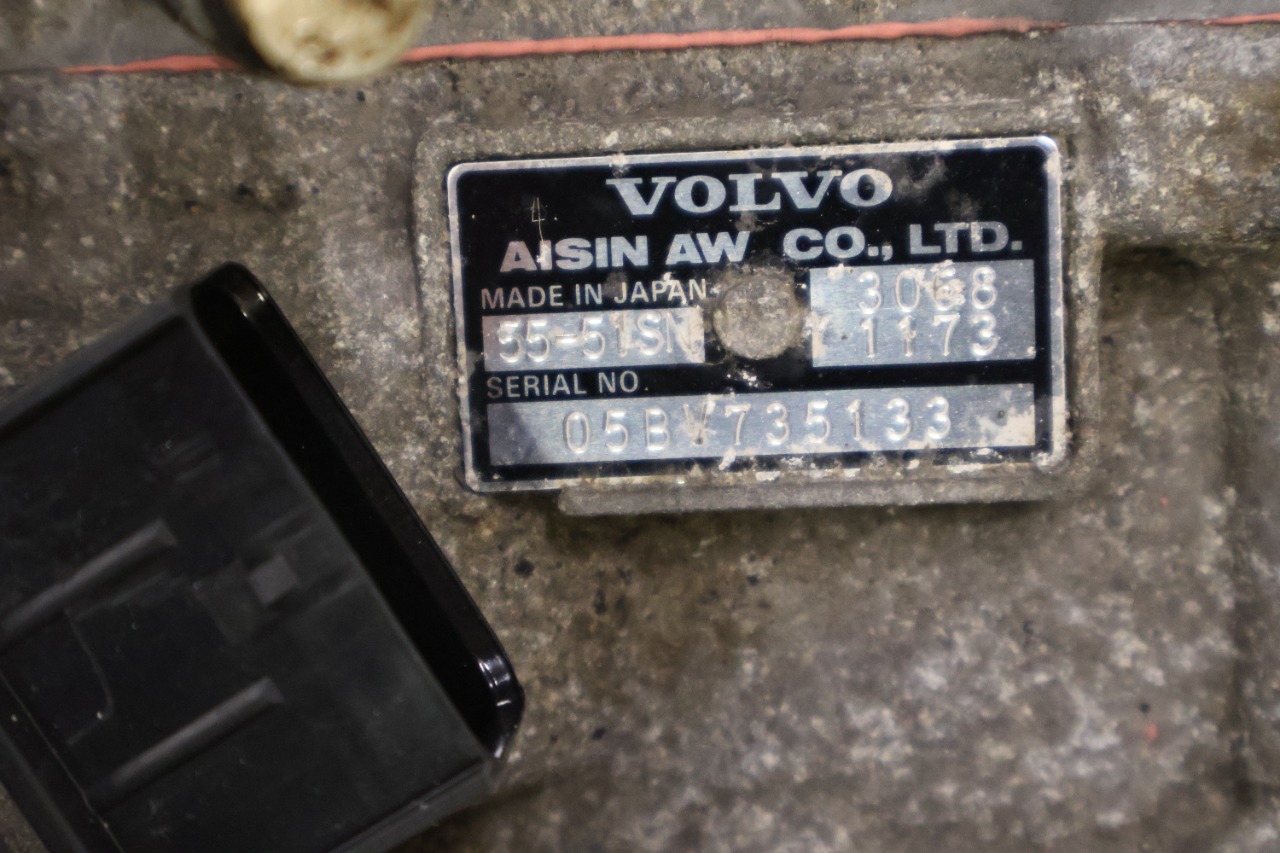 VOLVO
AISIN AW CO., LTD.
MADE IN JAPAN
55-51SN
3068
1173
SERIAL NO.
05BV735133